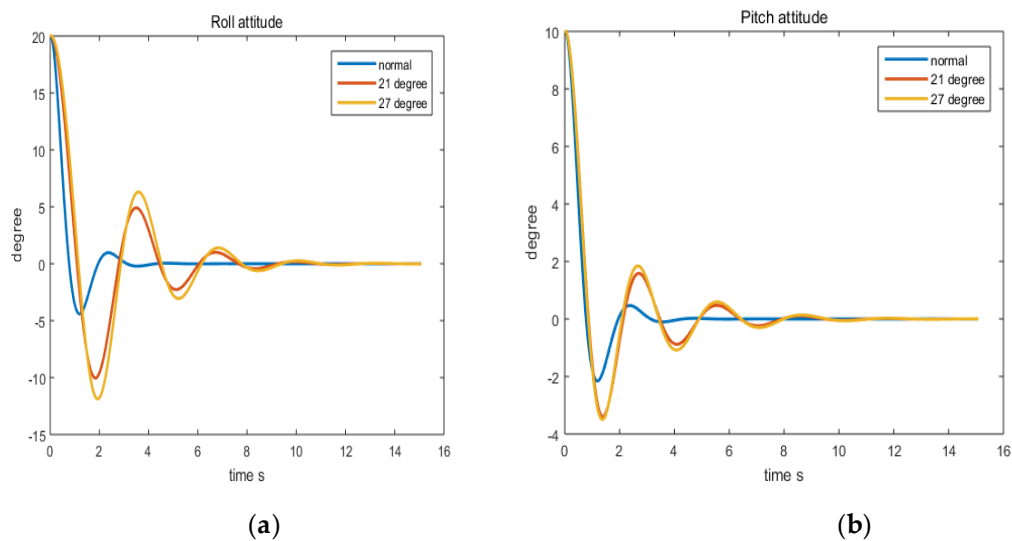 Roll attitude
20
15
10
5
0
-5
-10
-15
0 2 4 6 8 10 12 14 16
degree
time s
normal
21 degree
27 degree
(a)
Pitch attitude
10
8
6
4
2
0
-2
-4
0 2 4 6 8 10 12 14 16
degree
time s
normal
21 degree
27 degree
(b)